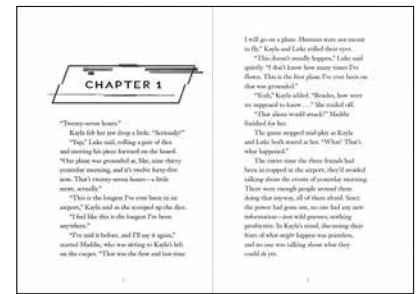 CHAPTER 1
"Twenty-seven hours."
Kayla felt her jaw drop a little. "Seriously?"
"Yep," Luke said, rolling a pair of dice
and moving his piece forward on the board.
"Our plane was grounded at, like, nine thirty
yesterday morning, and it's twelve forty-five
now. That's twenty-seven hours—a little
more, actually."
"This is the longest I've ever been in an
airport," Kayla said as she scooped up the dice.
"I feel like this is the longest I've been
anywhere."
"I've said it before, and I'll say it again,"
started Maddie, who was sitting to Kayla's left
on the carpet. "That was the first and last time
1
I will go on a plane. Humans were not meant
to fly." Kayla and Luke rolled their eyes.
"This doesn't usually happen," Luke said
quietly. "I don't know how many times I've
flown. This is the first plane I've ever been on
that was grounded."
"Yeah," Kayla added. "Besides, how were
we supposed to know . . ." She trailed off.
"That aliens would attack?" Maddie
finished for her.
The game stopped mid-play as Kayla
and Luke both stared at her. "What? That's
what happened."
The entire time the three friends had
been in trapped in the airport, they'd avoided
talking about the events of yesterday morning.
There were enough people around them
doing that anyway, all of them afraid. Since
the power had gone out, no one had any new
information—just wild guesses, nothing
productive. In Kayla's mind, discussing their
fears of what might happen was pointless,
and no one was talking about what they
could do yet.
2